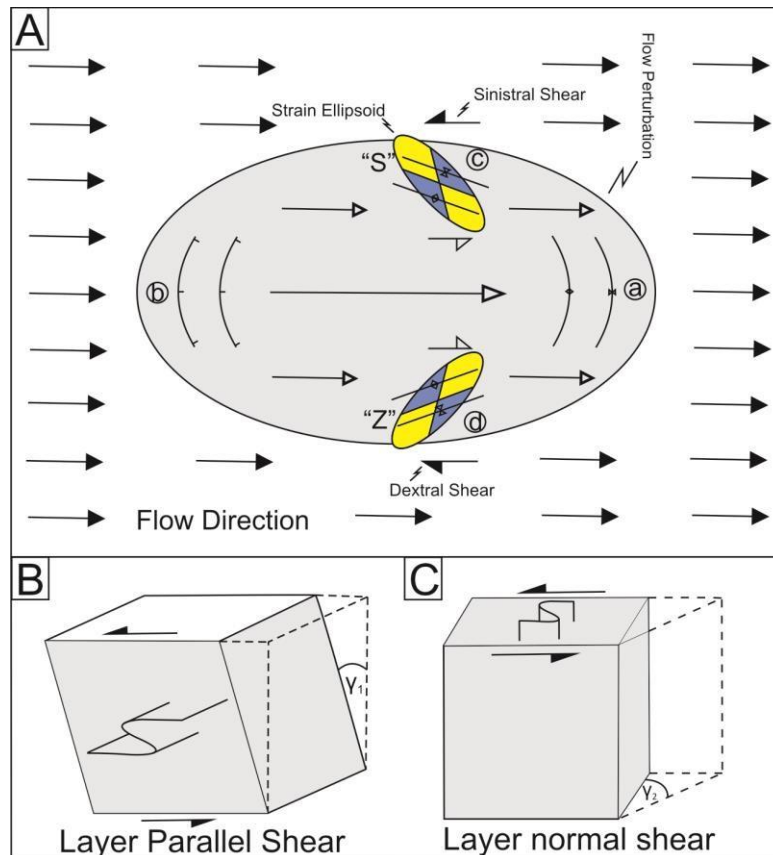 A
Sinistral Shear
Strain Ellipsoid
Flow Perturbation
"S"
c
b
a
"Z"
d
Dextral Shear
Flow Direction
B
C
γ1
γ2
Layer Parallel Shear
Layer normal shear